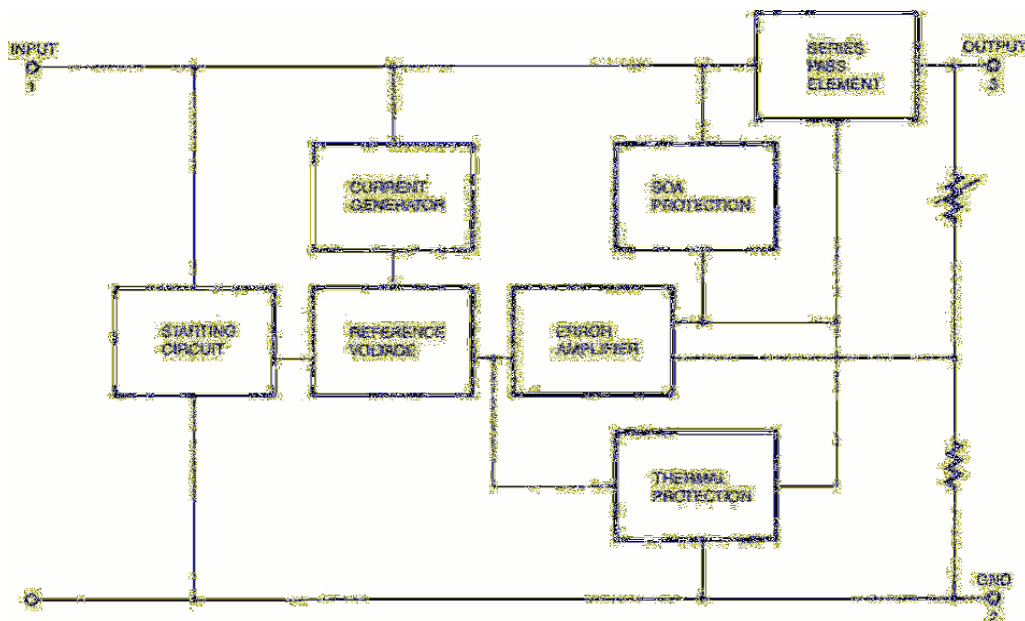 INPUT
1
SERIES
PASS
ELEMENT
OUTPUT
3
CURRENT
GENERATOR
SOA
PROTECTION
STARTING
CIRCUIT
REFERENCE
VOLTAGE
ERROR
AMPLIFIER
THERMAL
PROTECTION
GND
2